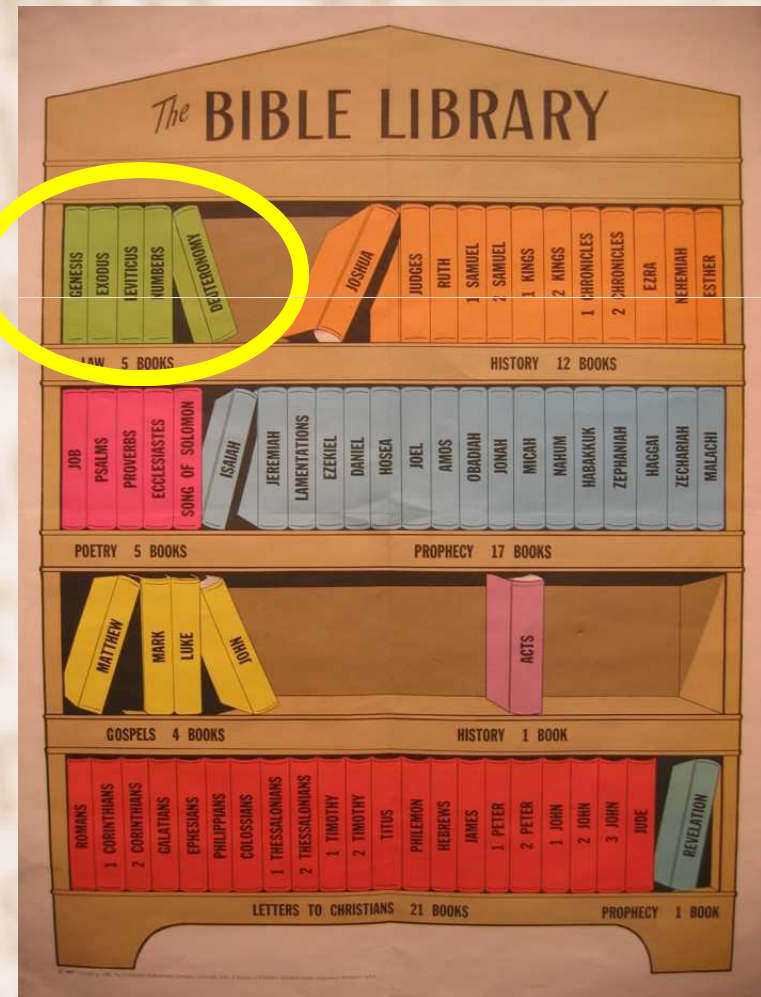 The BIBLE LIBRARY
GENESIS
EXODUS
LEVITICUS
NUMBERS
DEUTERONOMY
JOSHUA
JUDGES
RUTH
1 SAMUEL
2 SAMUEL
1 KINGS
2 KINGS
1 CHRONICLES
2 CHRONICLES
EZRA
NEHEMIAH
ESTHER
LAW 5 BOOKS
HISTORY 12 BOOKS
JOB
PSALMS
PROVERBS
ECCLESIASTES
SONG OF SOLOMON
ISAIAH
JEREMIAH
LAMENTATIONS
EZEKIEL
DANIEL
HOSEA
JOEL
AMOS
OBADIAH
JONAH
MICAH
NAHUM
HABAKKUK
ZEPHANIAH
HAGGAI
ZECHARIAH
MALACHI
POETRY 5 BOOKS
PROPHECY 17 BOOKS
MATTHEW
MARK
LUKE
JOHN
ACTS
GOSPELS 4 BOOKS
HISTORY 1 BOOK
ROMANS
1 CORINTHIANS
2 CORINTHIANS
GALATIANS
EPHESIANS
PHILIPPIANS
COLOSSIANS
1 THESSALONIANS
2 THESSALONIANS
1 TIMOTHY
2 TIMOTHY
TITUS
PHILEMON
HEBREWS
JAMES
1 PETER
2 PETER
1 JOHN
2 JOHN
3 JOHN
JUDE
REVELATION
LETTERS TO CHRISTIANS 21 BOOKS
PROPHECY 1 BOOK